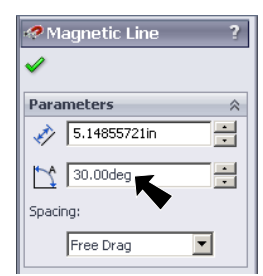 Magnetic Line ?
Parameters
5.14855721in
A
30.00deg
Spacing:
Free Drag